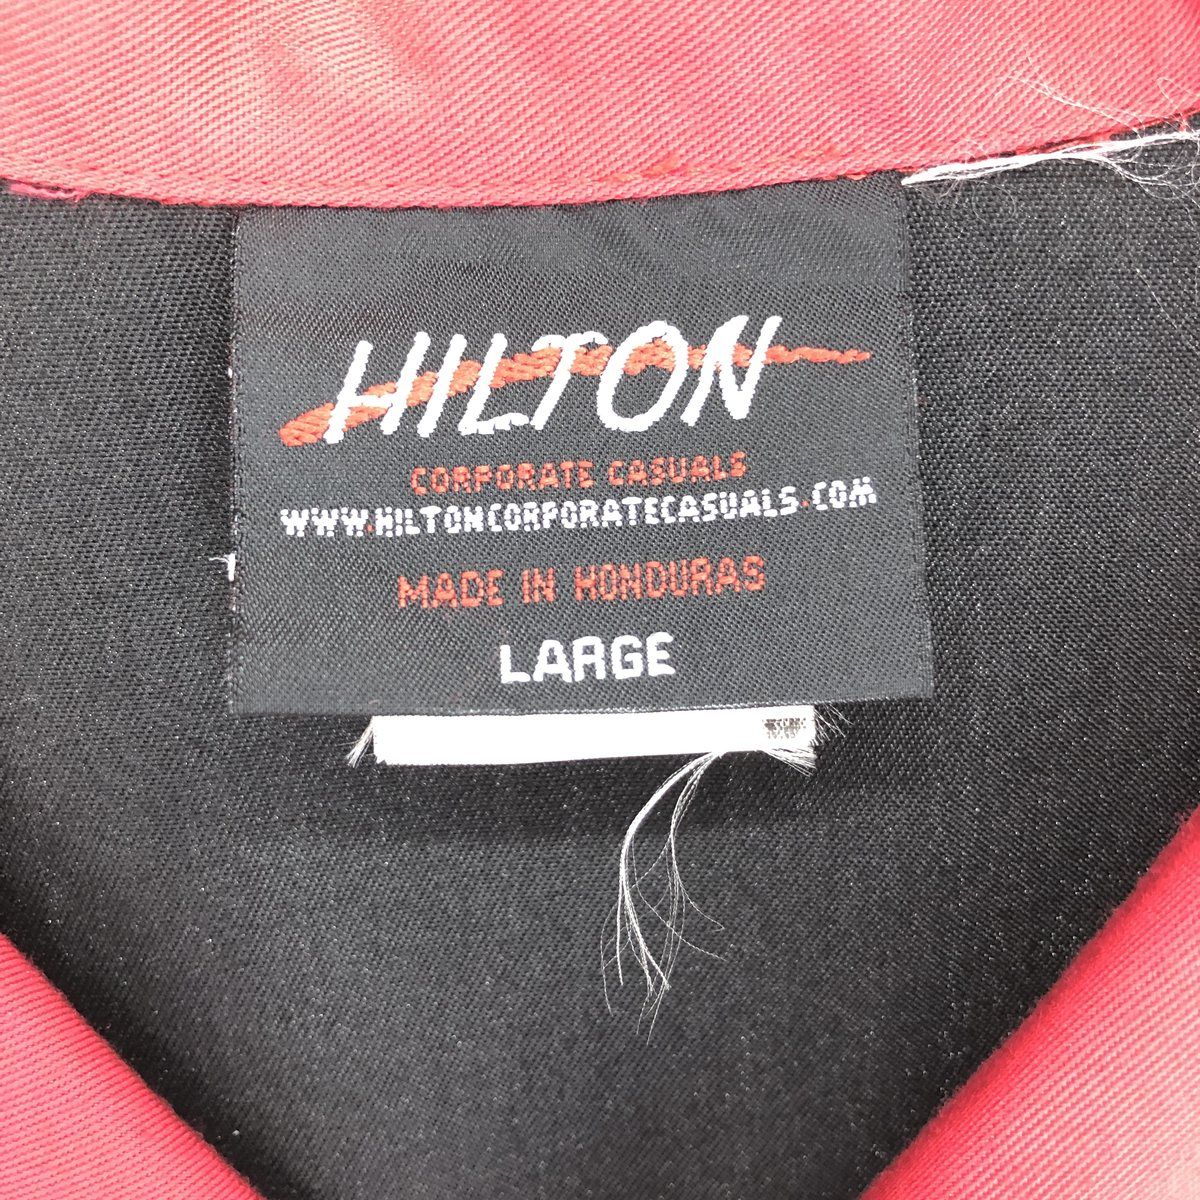 HILTON
CORPORATE CASUALS
WWW.HILTONCORPORATECASUALS.COM
MADE IN HONDURAS
LARGE